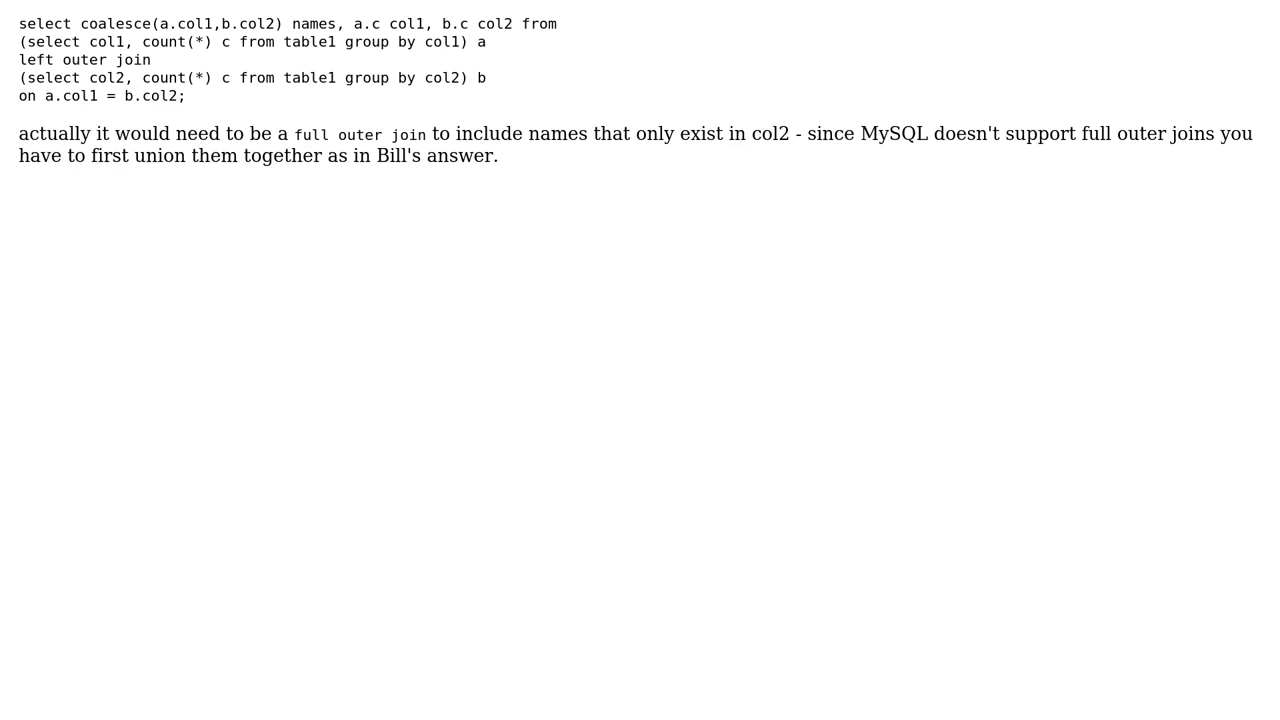 select coalesce(a.col1,b.col2) names, a.c col1, b.c col2 from
(select col1, count(*) c from table1 group by col1) a
left outer join
(select col2, count(*) c from table1 group by col2) b
on a.col1 = b.col2;
actually it would need to be a full outer join to include names that only exist in col2 - since MySQL doesn't support full outer joins you
have to first union them together as in Bill's answer.